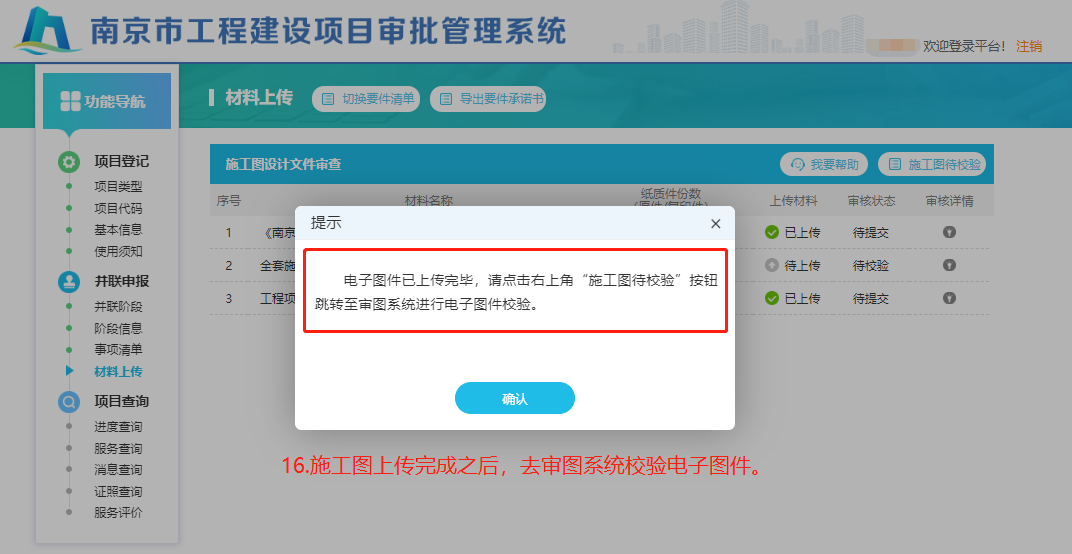 南京市工程建设项目审批管理系统
欢迎登录平台！ 注销
功能导航
材料上传 切换要件清单 导出要件承诺书
项目登记
项目类型
项目代码
基本信息
使用须知
并联申报
并联阶段
阶段信息
事项清单
材料上传
项目查询
进度查询
服务查询
消息查询
证照查询
服务评价
施工图设计文件审查 我要帮助 施工图待校验
序号 材料名称 纸质件份数 上传材料 审核状态 审核详情
1 《南京 已上传 待提交
2 全套施 待上传 待校验
3 工程项 已上传 待提交
提示 ×
电子图件已上传完毕，请点击右上角“施工图待校验”按钮
跳转至审图系统进行电子图件校验。
确认
16.施工图上传完成之后，去审图系统校验电子图件。